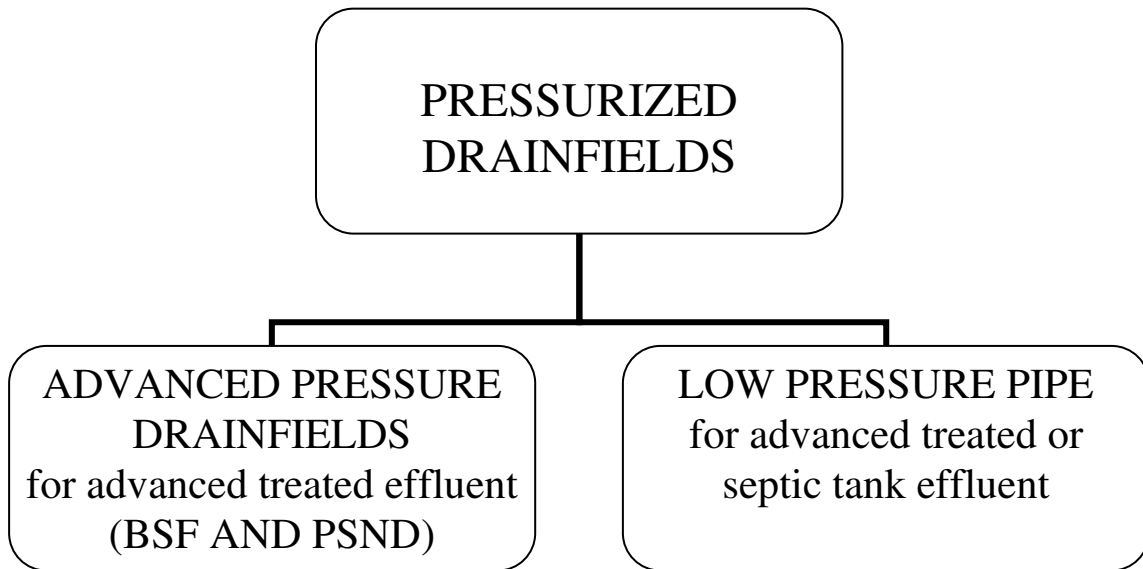 PRESSURIZED
DRAINFIELDS
ADVANCED PRESSURE
DRAINFIELDS
for advanced treated effluent
(BSF AND PSND)
LOW PRESSURE PIPE
for advanced treated or
septic tank effluent